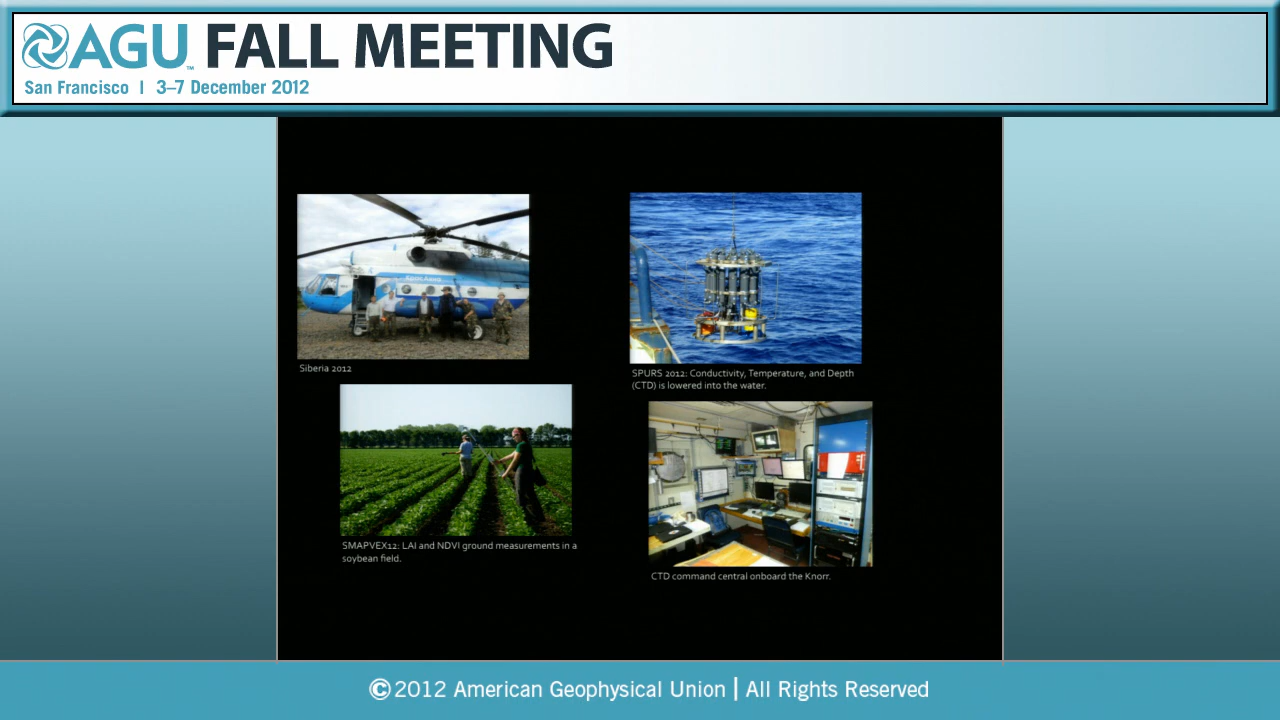 AGU™ FALL MEETING
San Francisco | 3–7 December 2012
Siberia 2012
SPURS 2012: Conductivity, Temperature, and Depth
(CTD) is lowered into the water.
SMAPVEX12: LAI and NDVI ground measurements in a
soybean field.
CTD command central onboard the Knorr.
©2012 American Geophysical Union | All Rights Reserved